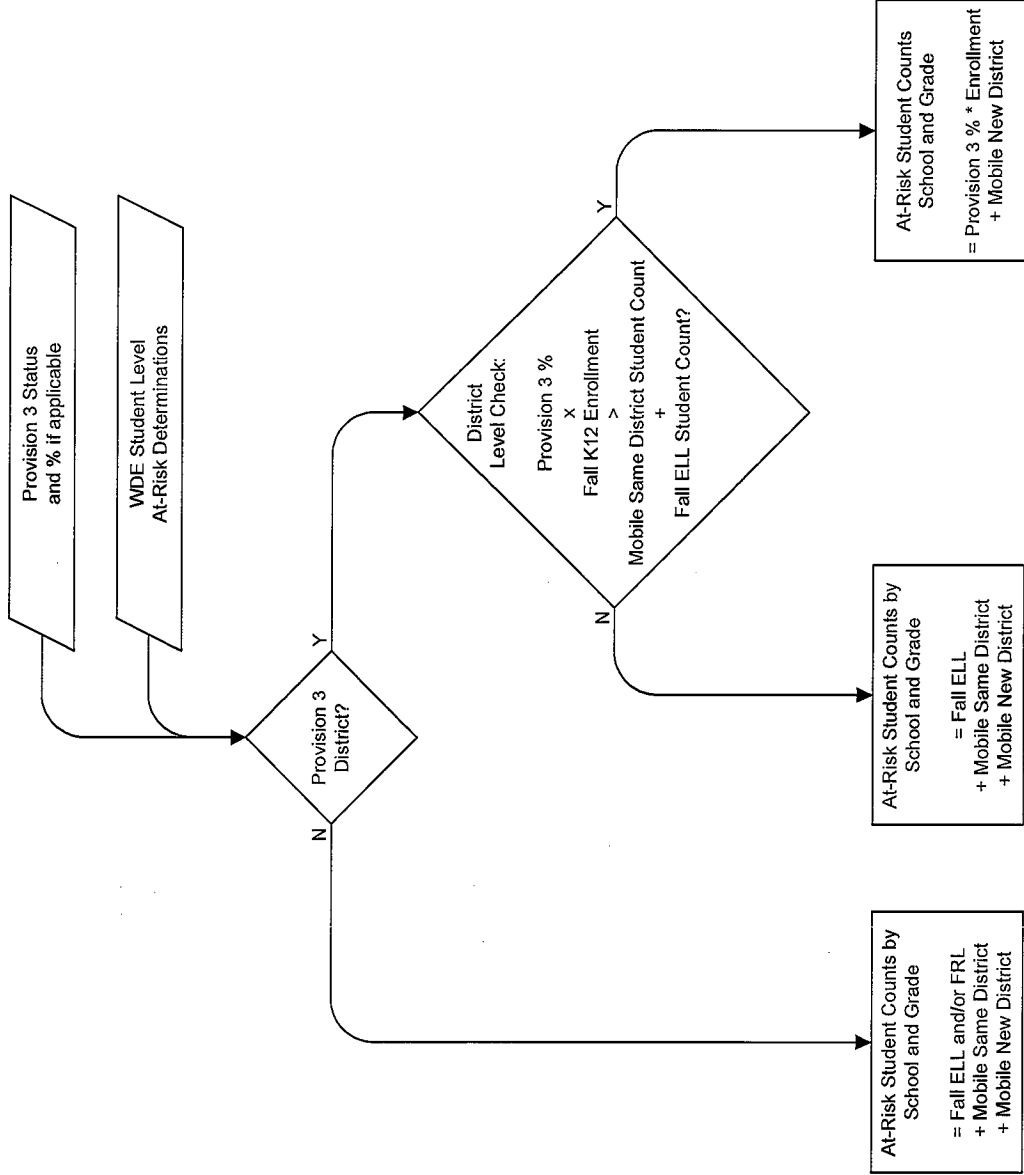 Provision 3 Status
and % if applicable
WDE Student Level
At-Risk Determinations
Provision 3
District?
N
Y
District
Level Check:
Provision 3 %
x
Fall K12 Enrollment
>
Mobile Same District Student Count
+
Fall ELL Student Count?
N
Y
At-Risk Student Counts by
School and Grade
= Fall ELL and/or FRL
+ Mobile Same District
+ Mobile New District
At-Risk Student Counts by
School and Grade
= Fall ELL
+ Mobile Same District
+ Mobile New District
At-Risk Student Counts
School and Grade
= Provision 3 % * Enrollment
+ Mobile New District